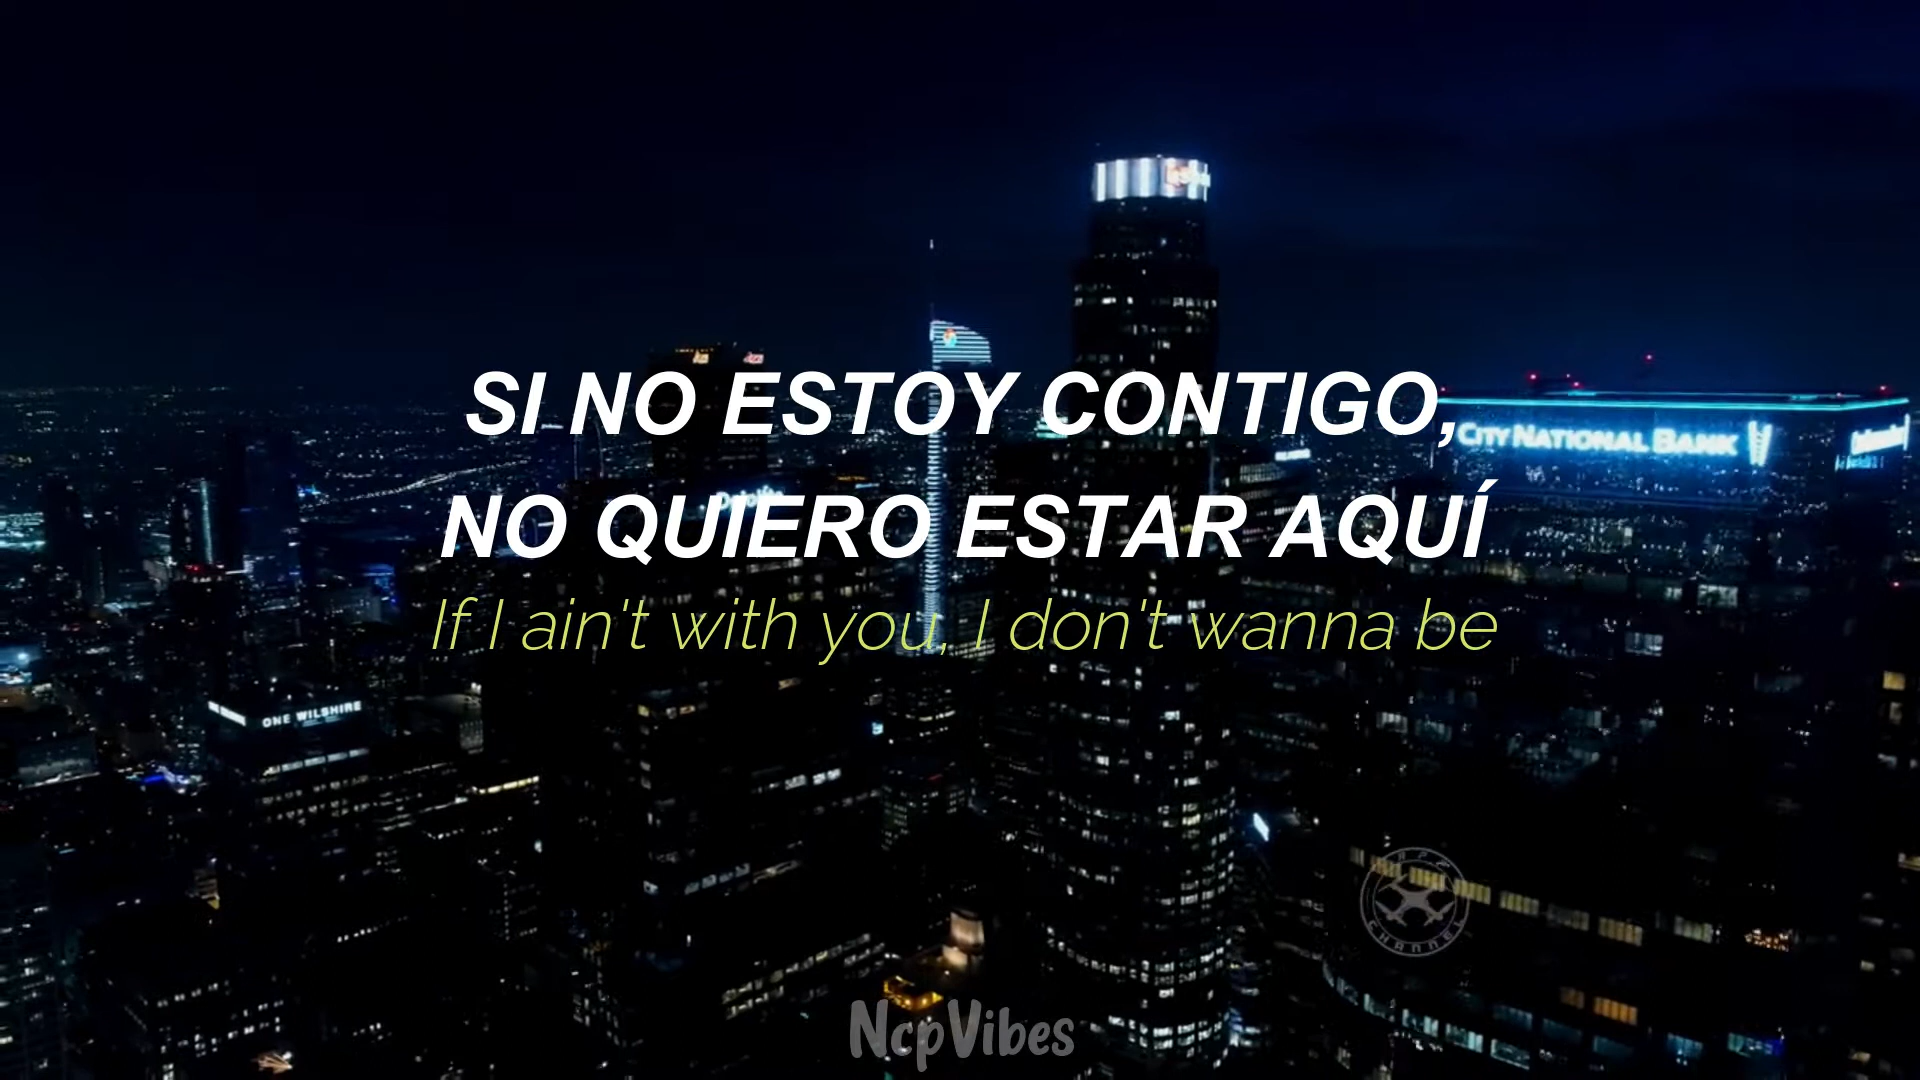 SI NO ESTOY CONTIGO,
CITY NATIONAL BANK
NO QUIERO ESTAR AQUÍ
If I ain't with you, I don't wanna be
ONE WILSHIRE
CHANNEL
NcpVibes